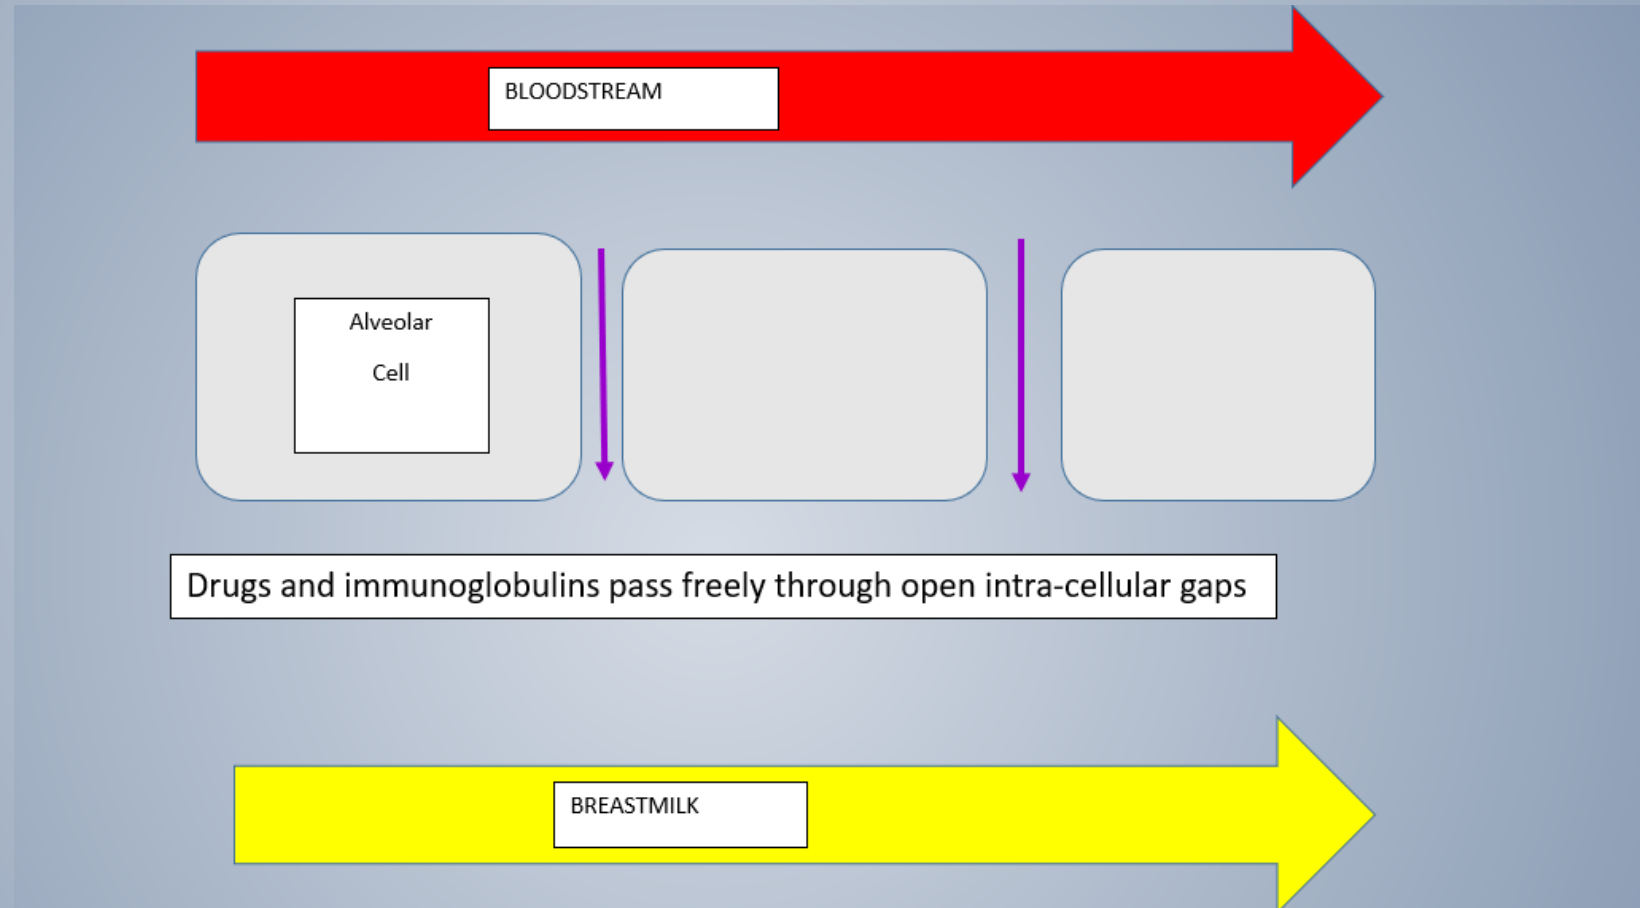 BLOODSTREAM
Alveolar
Cell
Drugs and immunoglobulins pass freely through open intra-cellular gaps
BREASTMILK